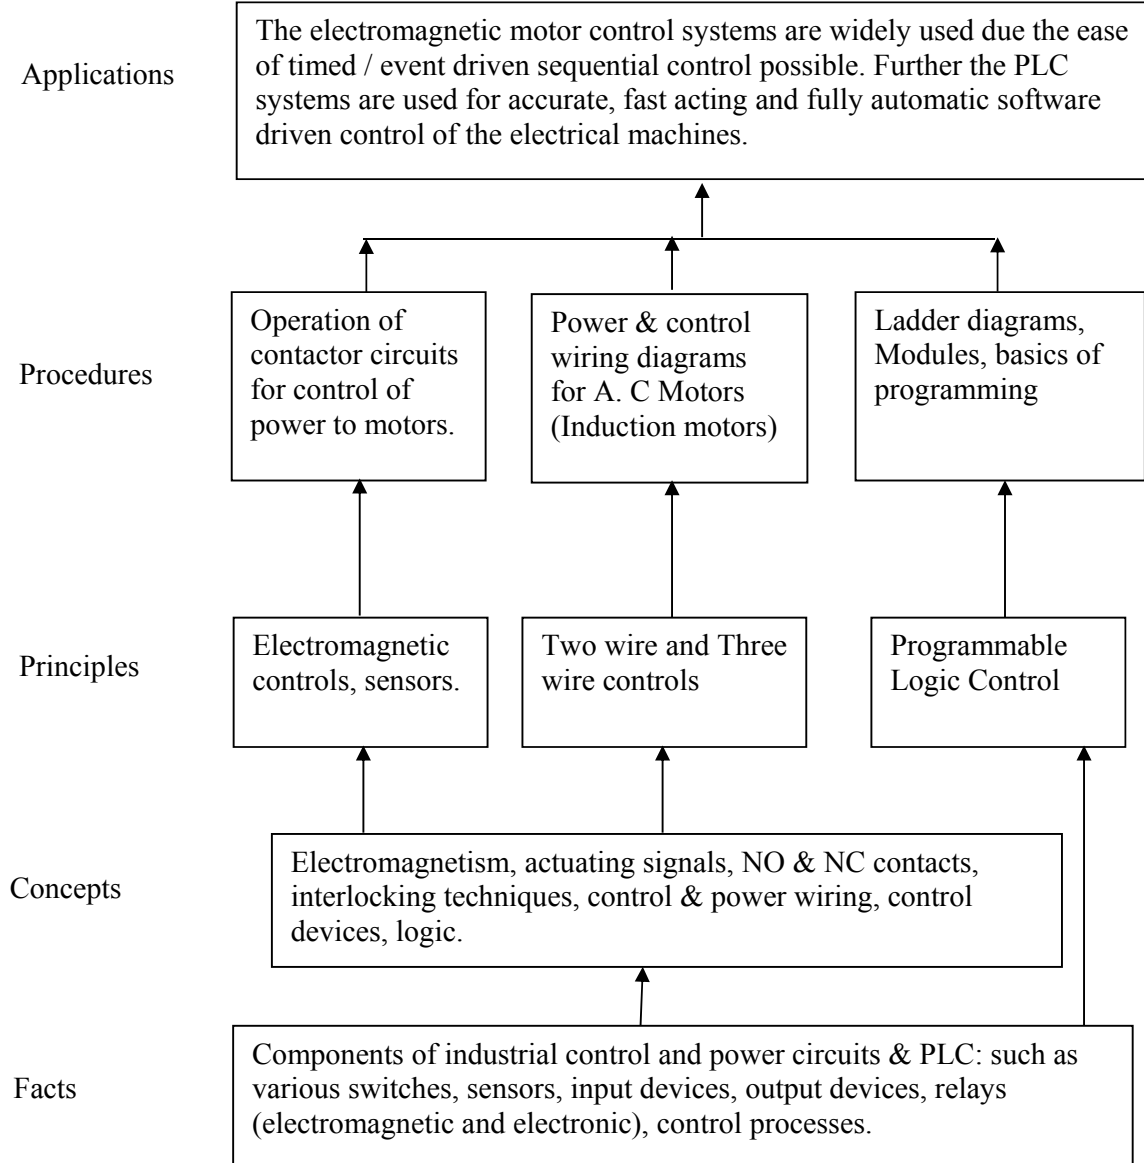 Applications
The electromagnetic motor control systems are widely used due the ease
of timed / event driven sequential control possible. Further the PLC
systems are used for accurate, fast acting and fully automatic software
driven control of the electrical machines.
Procedures
Operation of
contactor circuits
for control of
power to motors.
Power & control
wiring diagrams
for A. C Motors
(Induction motors)
Ladder diagrams,
Modules, basics of
programming
Principles
Electromagnetic
controls, sensors.
Two wire and Three
wire controls
Programmable
Logic Control
Concepts
Electromagnetism, actuating signals, NO & NC contacts,
interlocking techniques, control & power wiring, control
devices, logic.
Facts
Components of industrial control and power circuits & PLC: such as
various switches, sensors, input devices, output devices, relays
(electromagnetic and electronic), control processes.